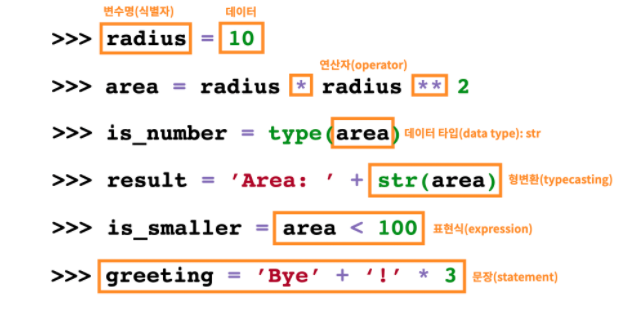 변수명(식별자) 데이터
>>> radius = 10
연산자(operator)
>>> area = radius * radius ** 2
>>> is_number = type(area) 데이터 타입(data type): str
>>> result = ’Area: ’ + str(area) 형변환(typecasting)
>>> is_smaller = area < 100 표현식(expression)
>>> greeting = ’Bye’ + ‘!’ * 3 문장(statement)